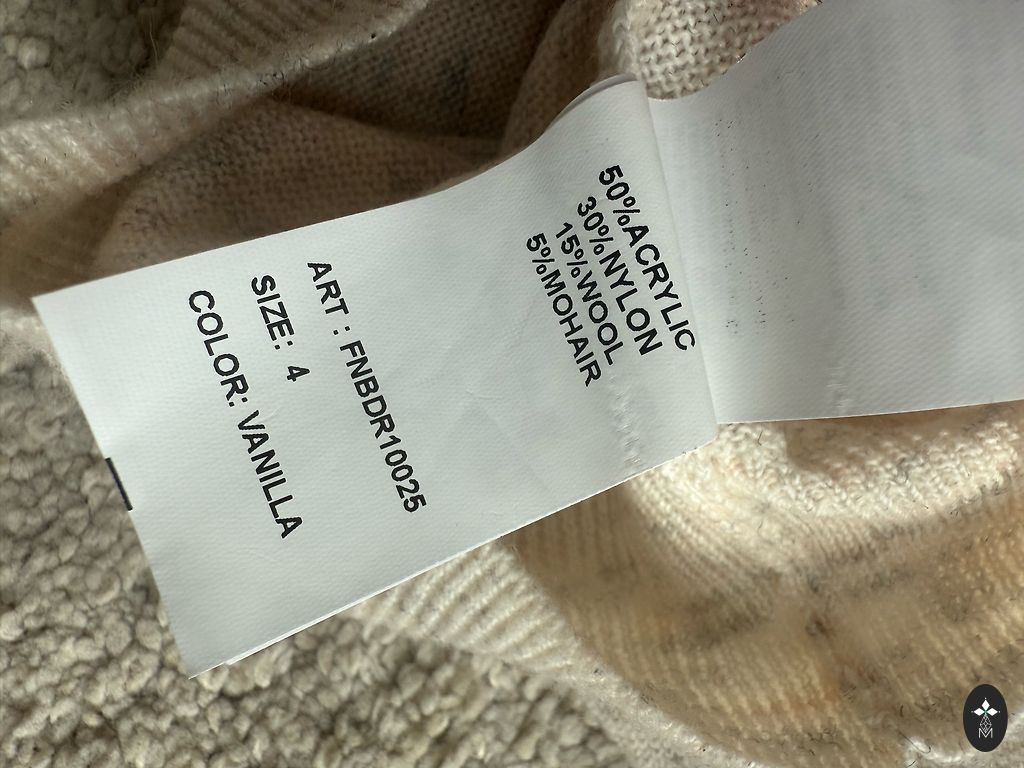 50%ACRYLIC
30%NYLON
15%WOOL
5%MOHAIR
ART : FNBDR10025
SIZE: 4
COLOR: VANILLA
M